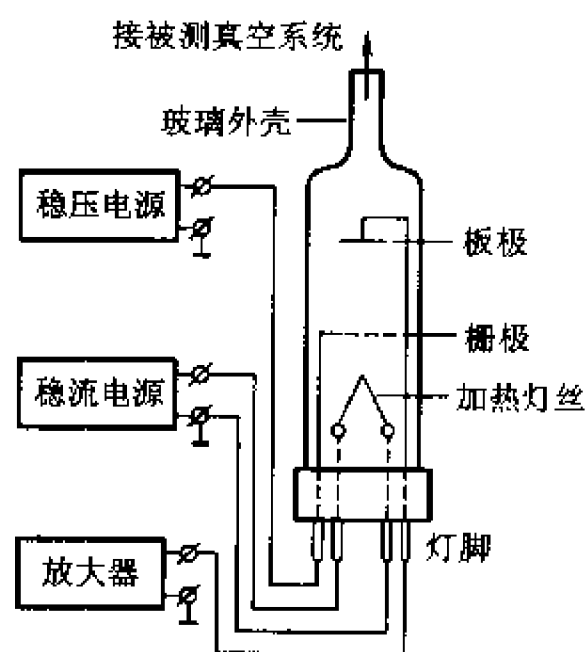 接被测真空系统
玻璃外壳
稳压电源
板极
栅极
稳流电源
加热灯丝
灯脚
放大器